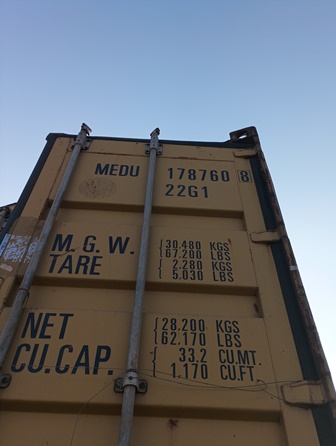 MEDU 178760 8
22G1
M.G.W. 30.480 KGS
67.200 LBS
TARE 2.280 KGS
5.030 LBS
NET 28.200 KGS
62.170 LBS
CU.CAP. 33.2 CU.MT.
1.170 CU.FT.